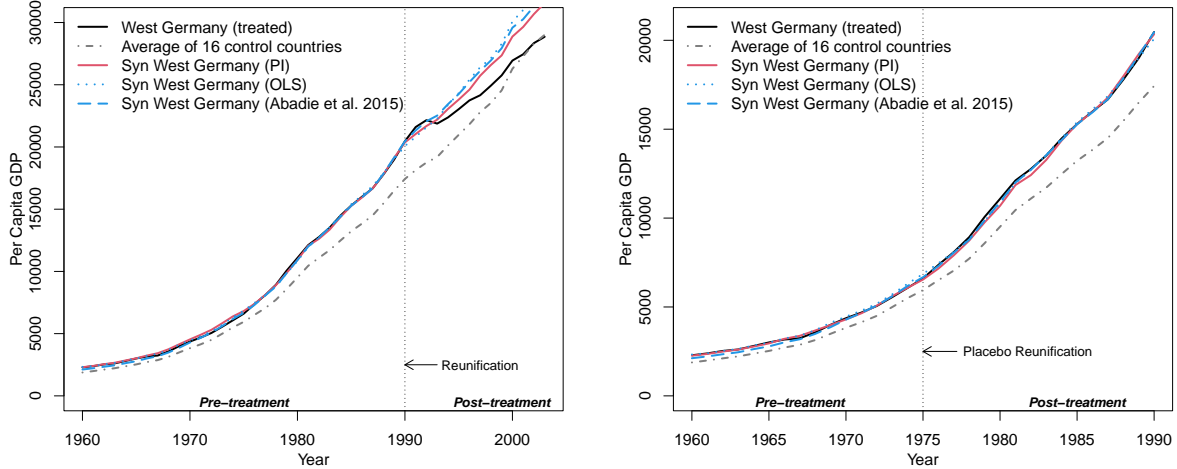 West Germany (treated)
Average of 16 control countries
Syn West Germany (PI)
Syn West Germany (OLS)
Syn West Germany (Abadie et al. 2015)
Per Capita GDP
30000
25000
20000
15000
10000
5000
0
Reunification
Pre−treatment
Post−treatment
1960
1970
1980
1990
2000
Year
West Germany (treated)
Average of 16 control countries
Syn West Germany (PI)
Syn West Germany (OLS)
Syn West Germany (Abadie et al. 2015)
Per Capita GDP
20000
15000
10000
5000
0
Placebo Reunification
Pre−treatment
Post−treatment
1960
1965
1970
1975
1980
1985
1990
Year